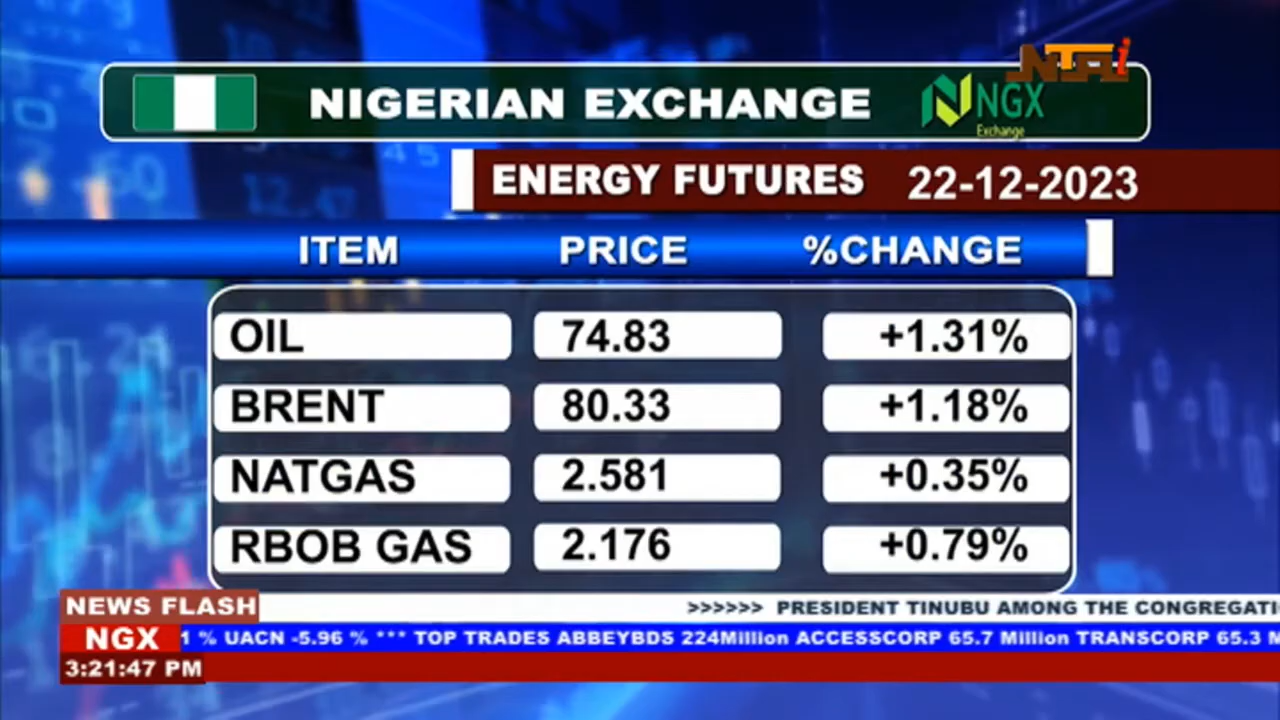 NTAi
NIGERIAN EXCHANGE
NGX
Exchange
ENERGY FUTURES 22-12-2023
ITEM PRICE %CHANGE
OIL 74.83 +1.31%
BRENT 80.33 +1.18%
NATGAS 2.581 +0.35%
RBOB GAS 2.176 +0.79%
NEWS FLASH >>>>>> PRESIDENT TINUBU AMONG THE CONGREGATI
NGX 1 % UACN -5.96 % *** TOP TRADES ABBEYBDS 224Million ACCESSCORP 65.7 Million TRANSCORP 65.3 M
3:21:47 PM